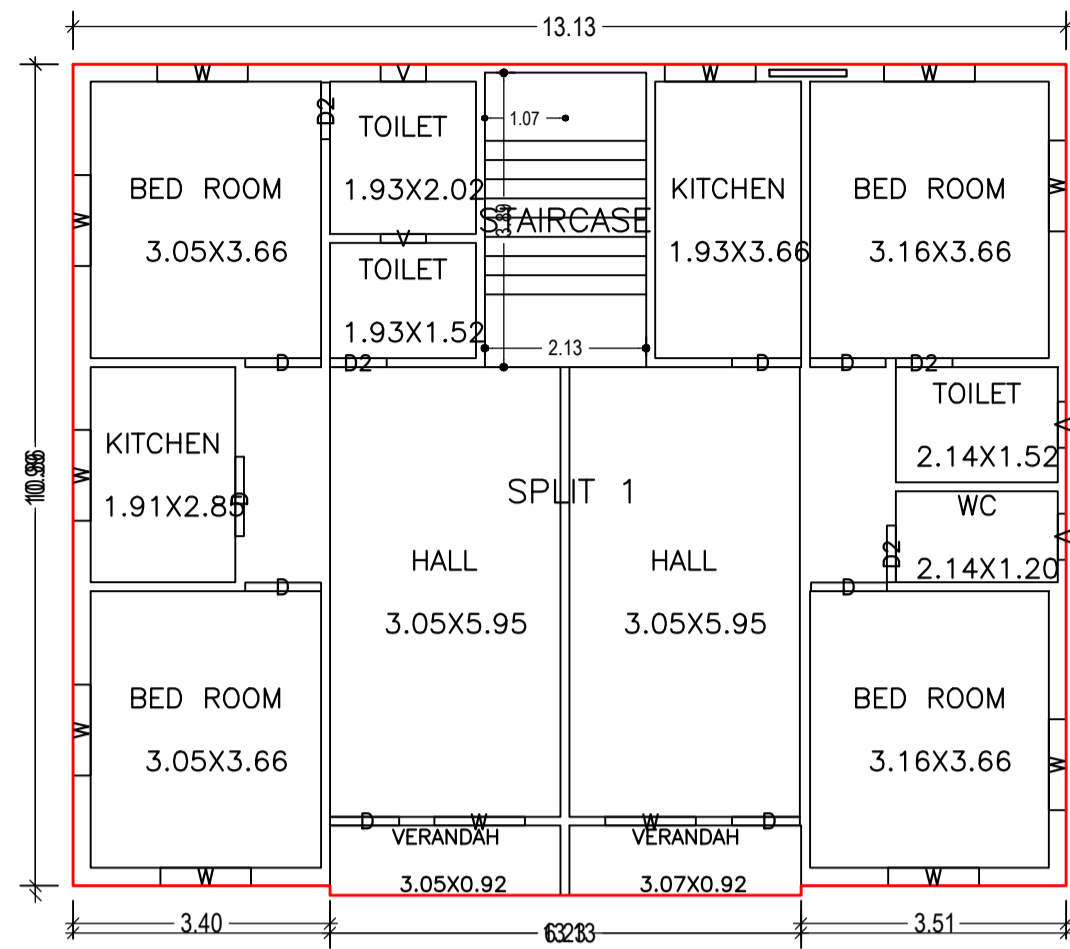 13.13
W
V
W
W
D2
TOILET
1.07
BED ROOM
1.93X2.02
KITCHEN
BED ROOM
W
W
STAIRCASE
3.89
3.05X3.66
V
1.93X3.66
3.16X3.66
TOILET
1.93X1.52
2.13
D
D2
D
D
D2
TOILET
V
KITCHEN
2.14X1.52
W
1.91X2.85
D
SPLIT 1
WC
V
D2
2.14X1.20
HALL
HALL
D
D
3.05X5.95
3.05X5.95
BED ROOM
BED ROOM
W
3.05X3.66
3.16X3.66
W
D
W
W
D
VERANDAH
VERANDAH
W
3.05X0.92
3.07X0.92
W
3.40
3.51